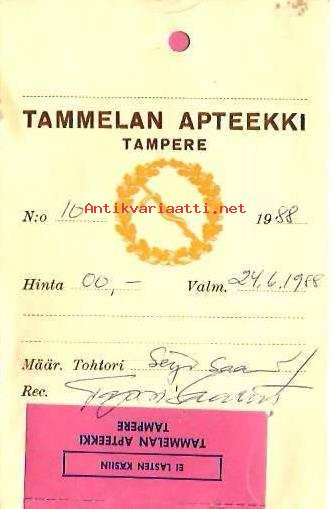 TAMMELAN APTEEKKI
TAMPERE
N:o 10 1988
Antikvariaatti.net
Hinta 00,– Valm. 24.6.1988
Määr. Tohtori
Rec.
TAMMELAN APTEEKKI
TAMPERE
EI LASTEN KÄSIIN